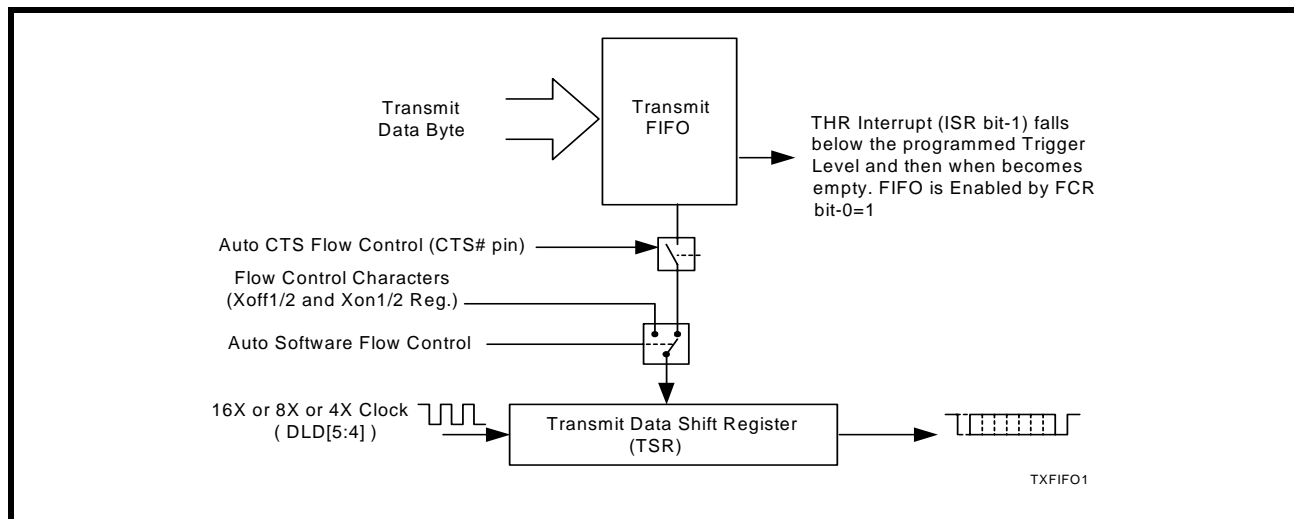 Transmit
Data Byte
Transmit
FIFO
THR Interrupt (ISR bit-1) falls
below the programmed Trigger
Level and then when becomes
empty. FIFO is Enabled by FCR
bit-0=1
Auto CTS Flow Control (CTS# pin)
Flow Control Characters
(Xoff1/2 and Xon1/2 Reg.)
Auto Software Flow Control
16X or 8X or 4X Clock
( DLD[5:4] )
Transmit Data Shift Register
(TSR)
TXFIFO1